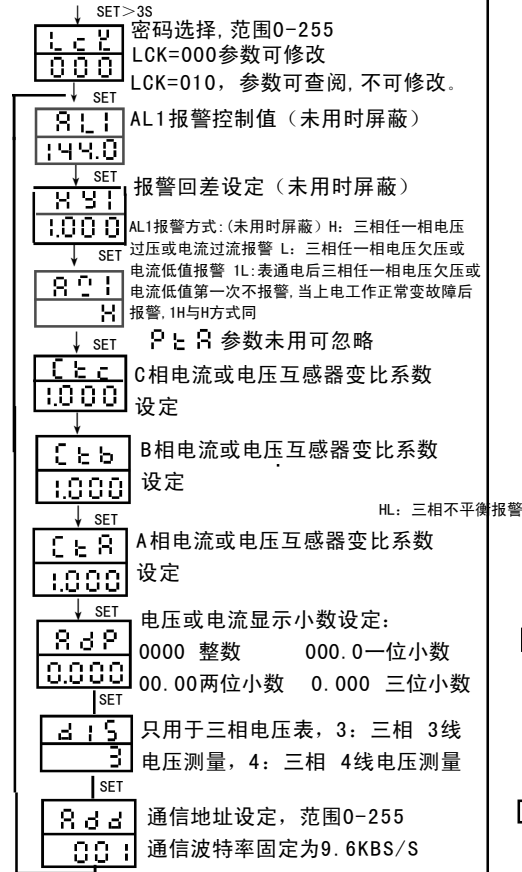 SET>3S
LcK
000
密码选择,范围0-255
LCK=000参数可修改
LCK=010, 参数可查阅,不可修改。
SET
AL1
144.0
AL1报警控制值（未用时屏蔽）
SET
HY1
1.000
报警回差设定（未用时屏蔽）
AL1报警方式:(未用时屏蔽）H：三相任一相电压
过压或电流过流报警 L：三相任一相电压欠压或
SET
电流低值报警 1L:表通电后三相任一相电压欠压或
电流低值第一次不报警,当上电工作正常变故障后
报警,1H与H方式同
H
SET
PtA 参数未用可忽略
Ctc
1.000
C相电流或电压互感器变比系数
设定
Ctb
1.000
B相电流或电压互感器变比系数
设定
HL：三相不平衡报警
SET
CtA
1.000
A相电流或电压互感器变比系数
设定
SET
AdP
0.000
电压或电流显示小数设定：
0000 整数 000.0一位小数
00.00两位小数 0.000 三位小数
SET
dIS
3
只用于三相电压表，3：三相 3线
电压测量，4：三相 4线电压测量
SET
Add
001
通信地址设定，范围0-255
通信波特率固定为9.6KBS/S